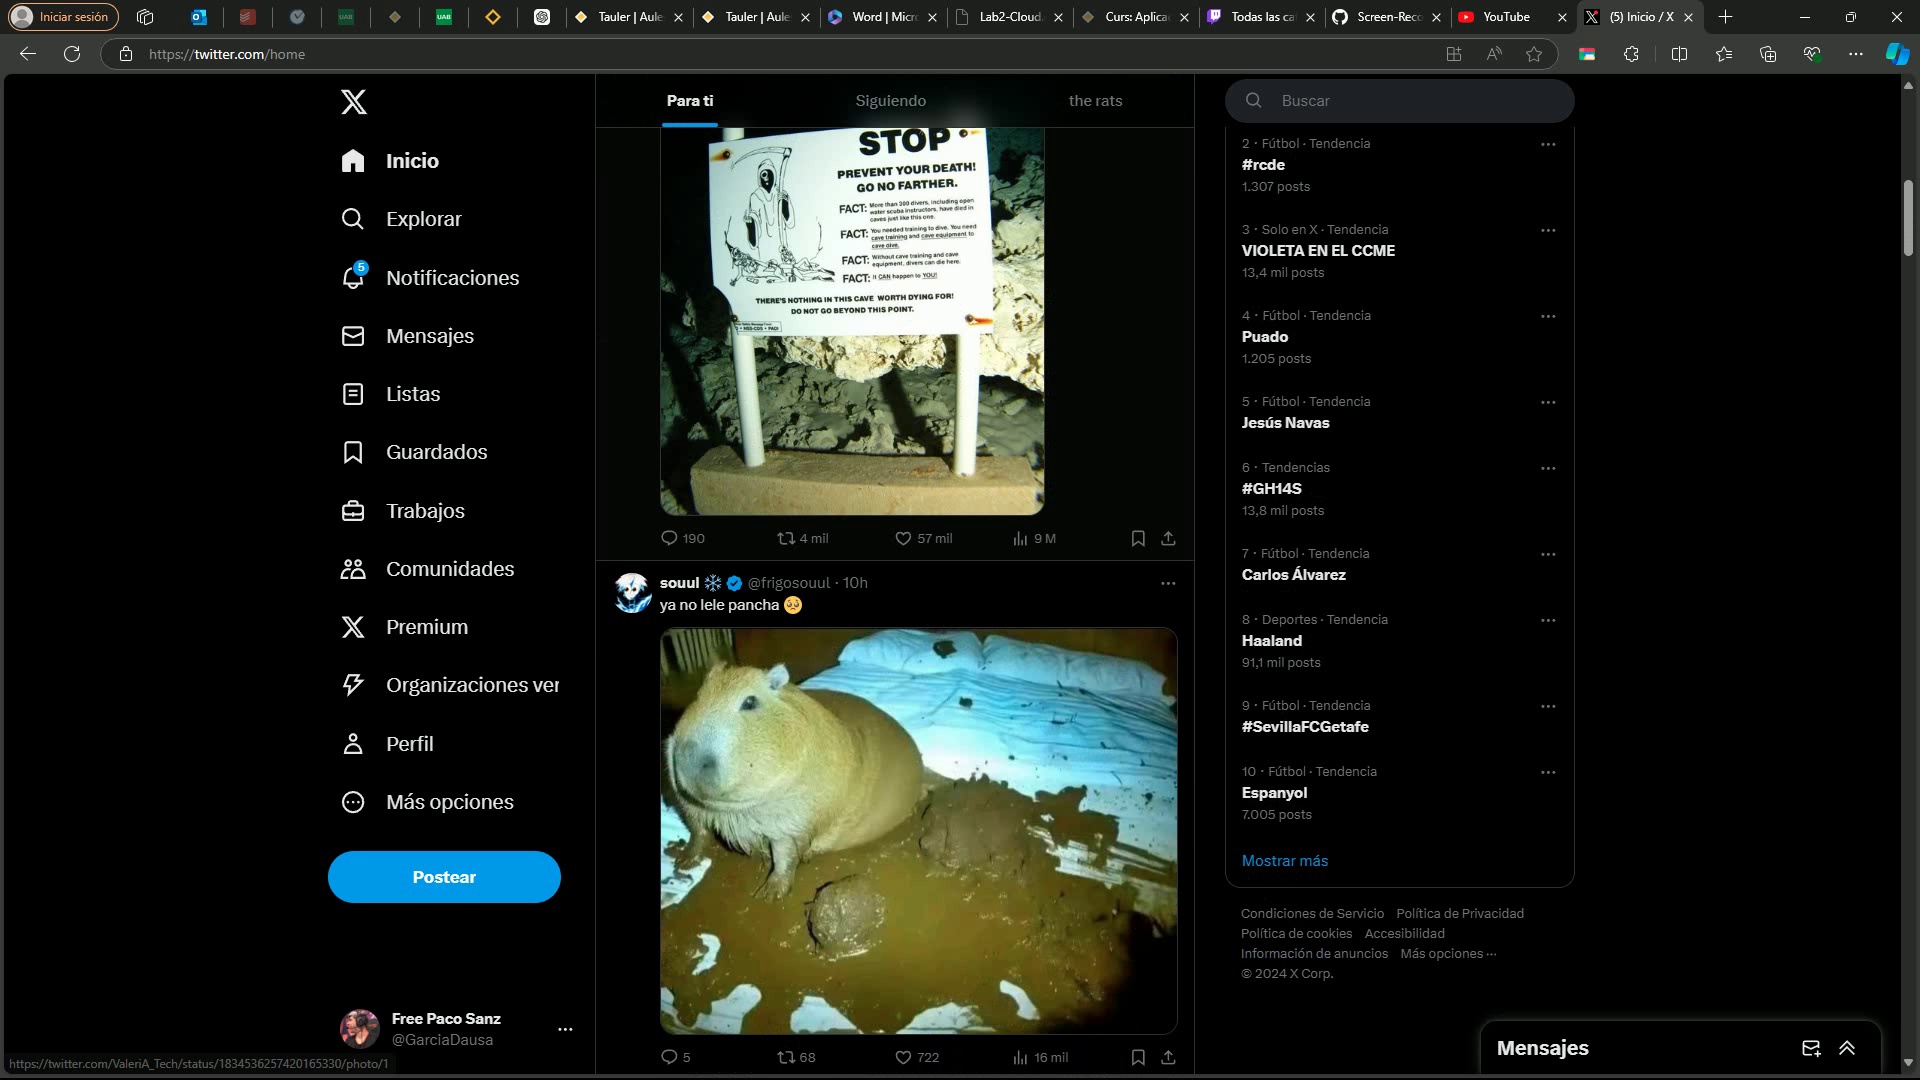 Iniciar sesión
Tauler | Aule
Tauler | Aule
Word | Micr
Lab2-Cloud.
Curs: Aplica
Todas las ca
Screen-Reco
YouTube
(5) Inicio / X
https://twitter.com/home
Inicio
Explorar
5
Notificaciones
Mensajes
Listas
Guardados
Trabajos
Comunidades
Premium
Organizaciones ver
Perfil
Más opciones
Postear
Free Paco Sanz
@GarciaDausa
https://twitter.com/ValeriA_Tech/status/1834536257420165330/photo/1
Para ti
Siguiendo
the rats
STOP
PREVENT YOUR DEATH!
GO NO FARTHER.
FACT: More than 300 divers, including open
water scuba instructors, have died in
caves just like this one.
FACT: You needed training to dive. You need
cave training and cave equipment to
cave dive.
FACT: Without cave training and cave
equipment, divers can die here.
FACT: It CAN happen to YOU!
THERE'S NOTHING IN THIS CAVE WORTH DYING FOR!
DO NOT GO BEYOND THIS POINT.
190
4 mil
57 mil
9 M
souul @frigosouul · 10h
ya no lele pancha 🥺
5
68
722
16 mil
Buscar
2 · Fútbol · Tendencia
#rcde
1.307 posts
3 · Solo en X · Tendencia
VIOLETA EN EL CCME
13,4 mil posts
4 · Fútbol · Tendencia
Puado
1.205 posts
5 · Fútbol · Tendencia
Jesús Navas
6 · Tendencias
#GH14S
13,8 mil posts
7 · Fútbol · Tendencia
Carlos Álvarez
8 · Deportes · Tendencia
Haaland
91,1 mil posts
9 · Fútbol · Tendencia
#SevillaFCGetafe
10 · Fútbol · Tendencia
Espanyol
7.005 posts
Mostrar más
Condiciones de Servicio Política de Privacidad
Política de cookies Accesibilidad
Información de anuncios Más opciones ···
© 2024 X Corp.
Mensajes